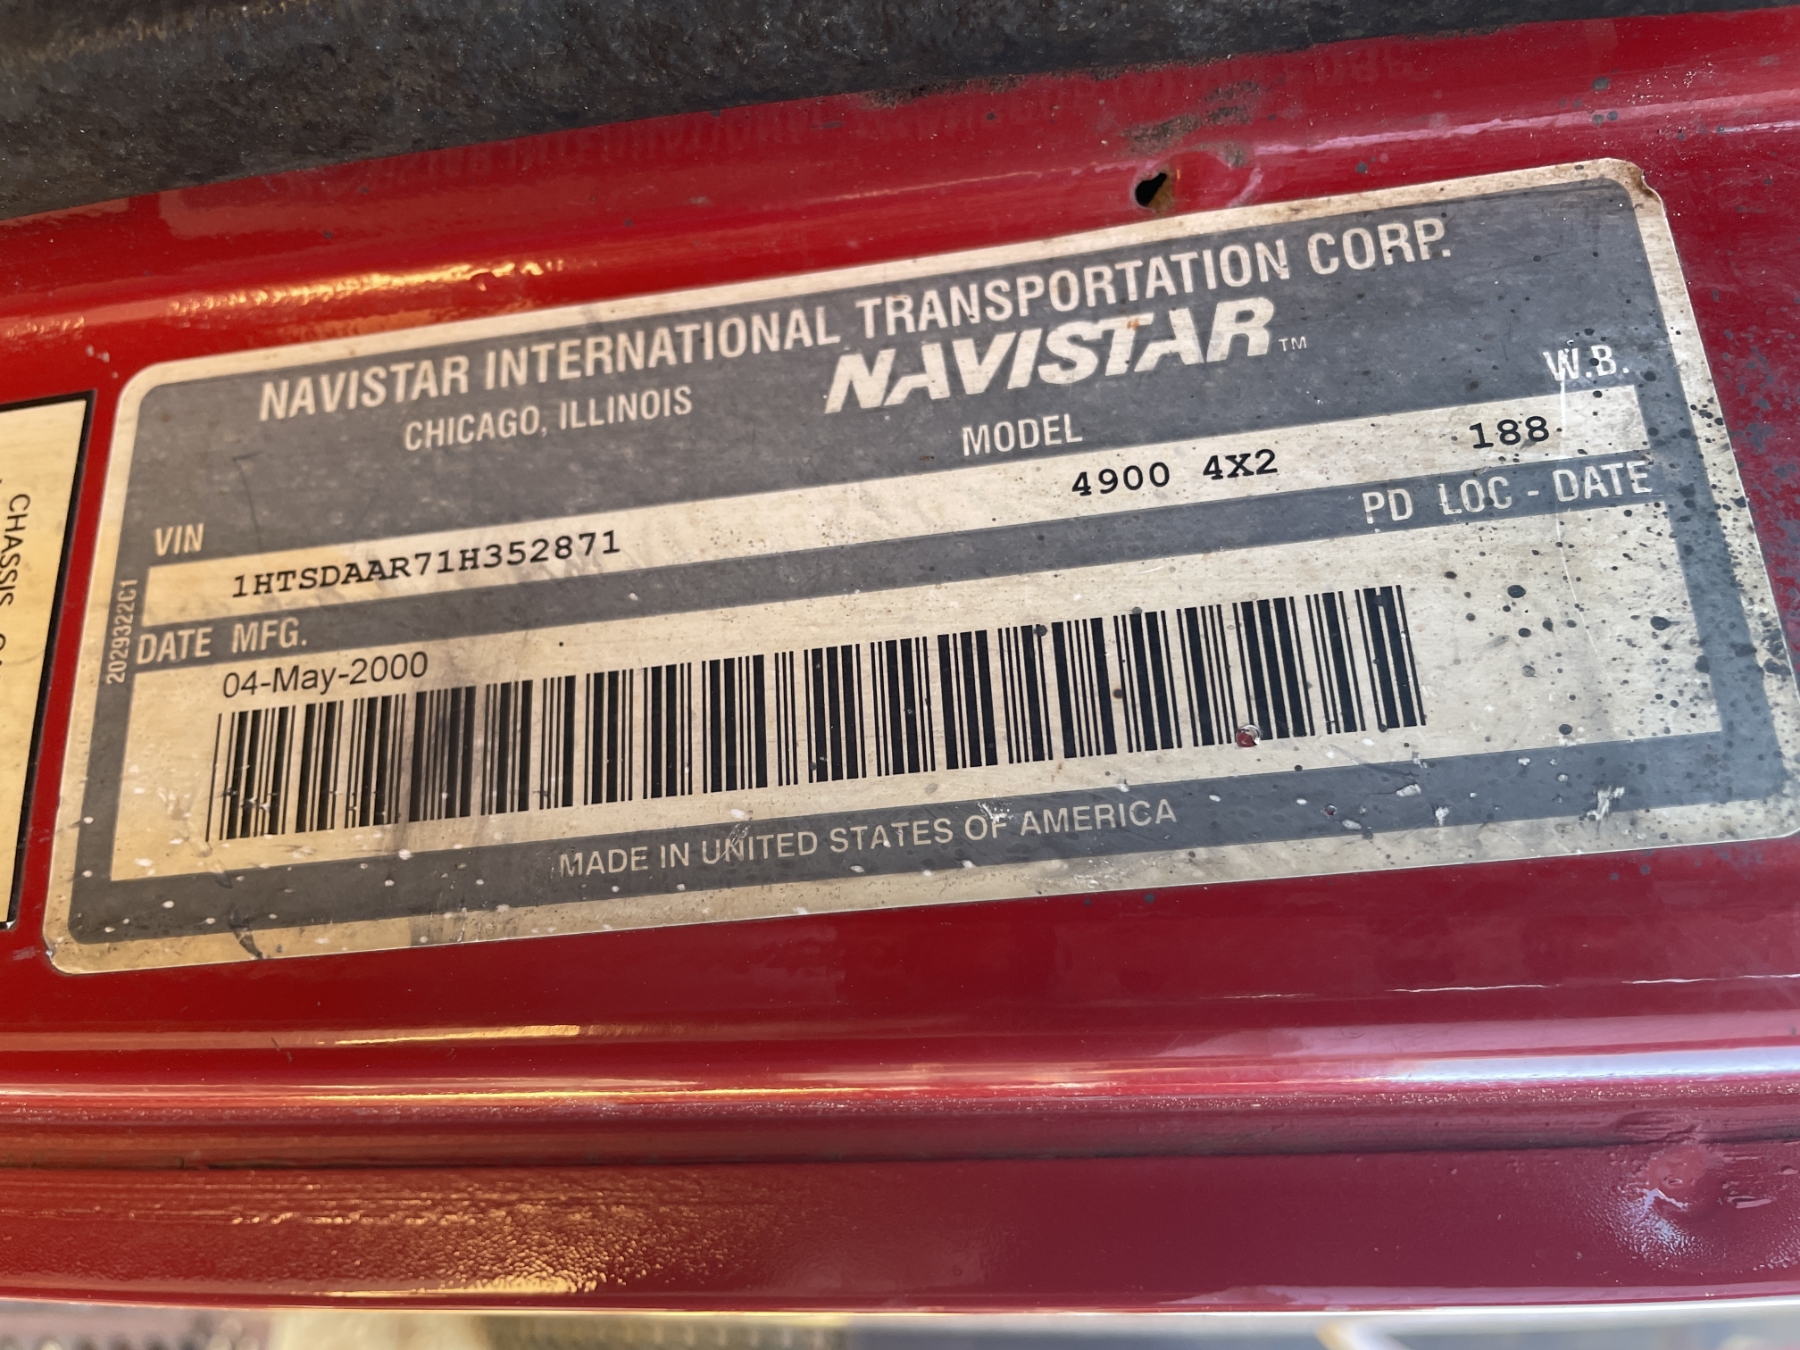 NAVISTAR INTERNATIONAL TRANSPORTATION CORP.
CHICAGO, ILLINOIS
NAVISTAR™
VIN
MODEL
W.B.
1HTSDAAR71H352871
4900 4X2
188
DATE MFG.
PD LOC - DATE
04-May-2000
MADE IN UNITED STATES OF AMERICA
2029322C1
CHASSIS